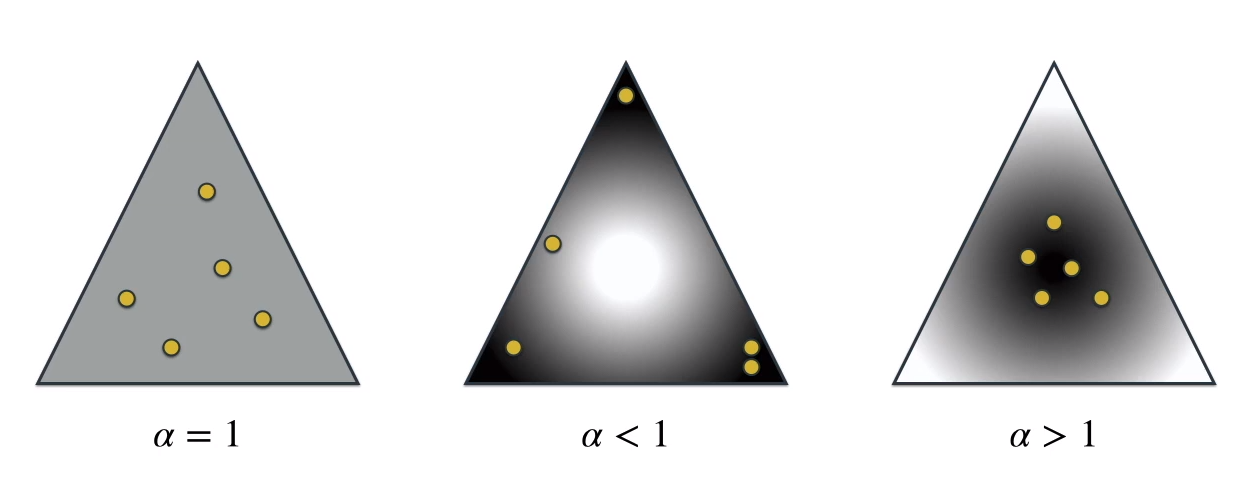 α = 1
α < 1
α > 1